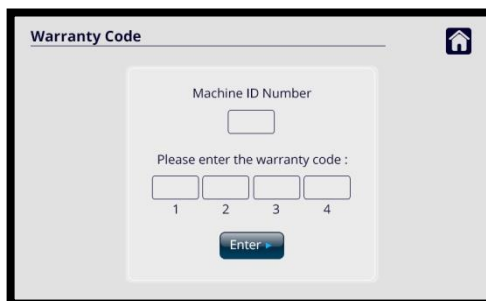 Warranty Code
Machine ID Number
Please enter the warranty code :
1 2 3 4
Enter